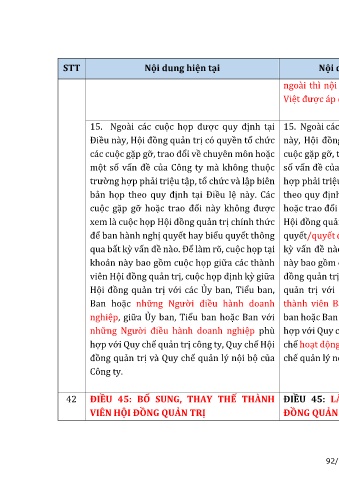 STT Nội dung hiện tại Nội
ngoài thì nội
Việt được áp
15. Ngoài các cuộc họp được quy định tại
Điều này, Hội đồng quản trị có quyền tổ chức
các cuộc gặp gỡ, trao đổi về chuyên môn hoặc
một số vấn đề của Công ty mà không thuộc
trường hợp phải triệu tập, tổ chức và lập biên
bản họp theo quy định tại Điều lệ này. Các
cuộc gặp gỡ hoặc trao đổi này không được
xem là cuộc họp Hội đồng quản trị chính thức
để ban hành nghị quyết hay biểu quyết thông
qua bất kỳ vấn đề nào. Để làm rõ, cuộc họp tại
khoản này bao gồm cuộc họp giữa các thành
viên Hội đồng quản trị, cuộc họp định kỳ giữa
Hội đồng quản trị với các Ủy ban, Tiểu ban,
Ban hoặc những Người điều hành doanh
nghiệp, giữa Ủy ban, Tiểu ban hoặc Ban với
những Người điều hành doanh nghiệp phù
hợp với Quy chế quản trị công ty, Quy chế Hội
đồng quản trị và Quy chế quản lý nội bộ của
Công ty.
15. Ngoài các
này, Hội đồng
cuộc gặp gỡ,
số vấn đề của
hợp phải triệu
theo quy định
hoặc trao đổi
Hội đồng quản
quyết/quyết
kỳ vấn đề nào
này bao gồm
đồng quản trị
quản trị với
thành viên
ban hoặc Ban
hợp với Quy
chế hoạt động
chế quản lý
42 ĐIỀU 45: BỔ SUNG, THAY THẾ THÀNH
VIÊN HỘI ĐỒNG QUẢN TRỊ
ĐIỀU 45:
ĐỒNG QUẢN
92/